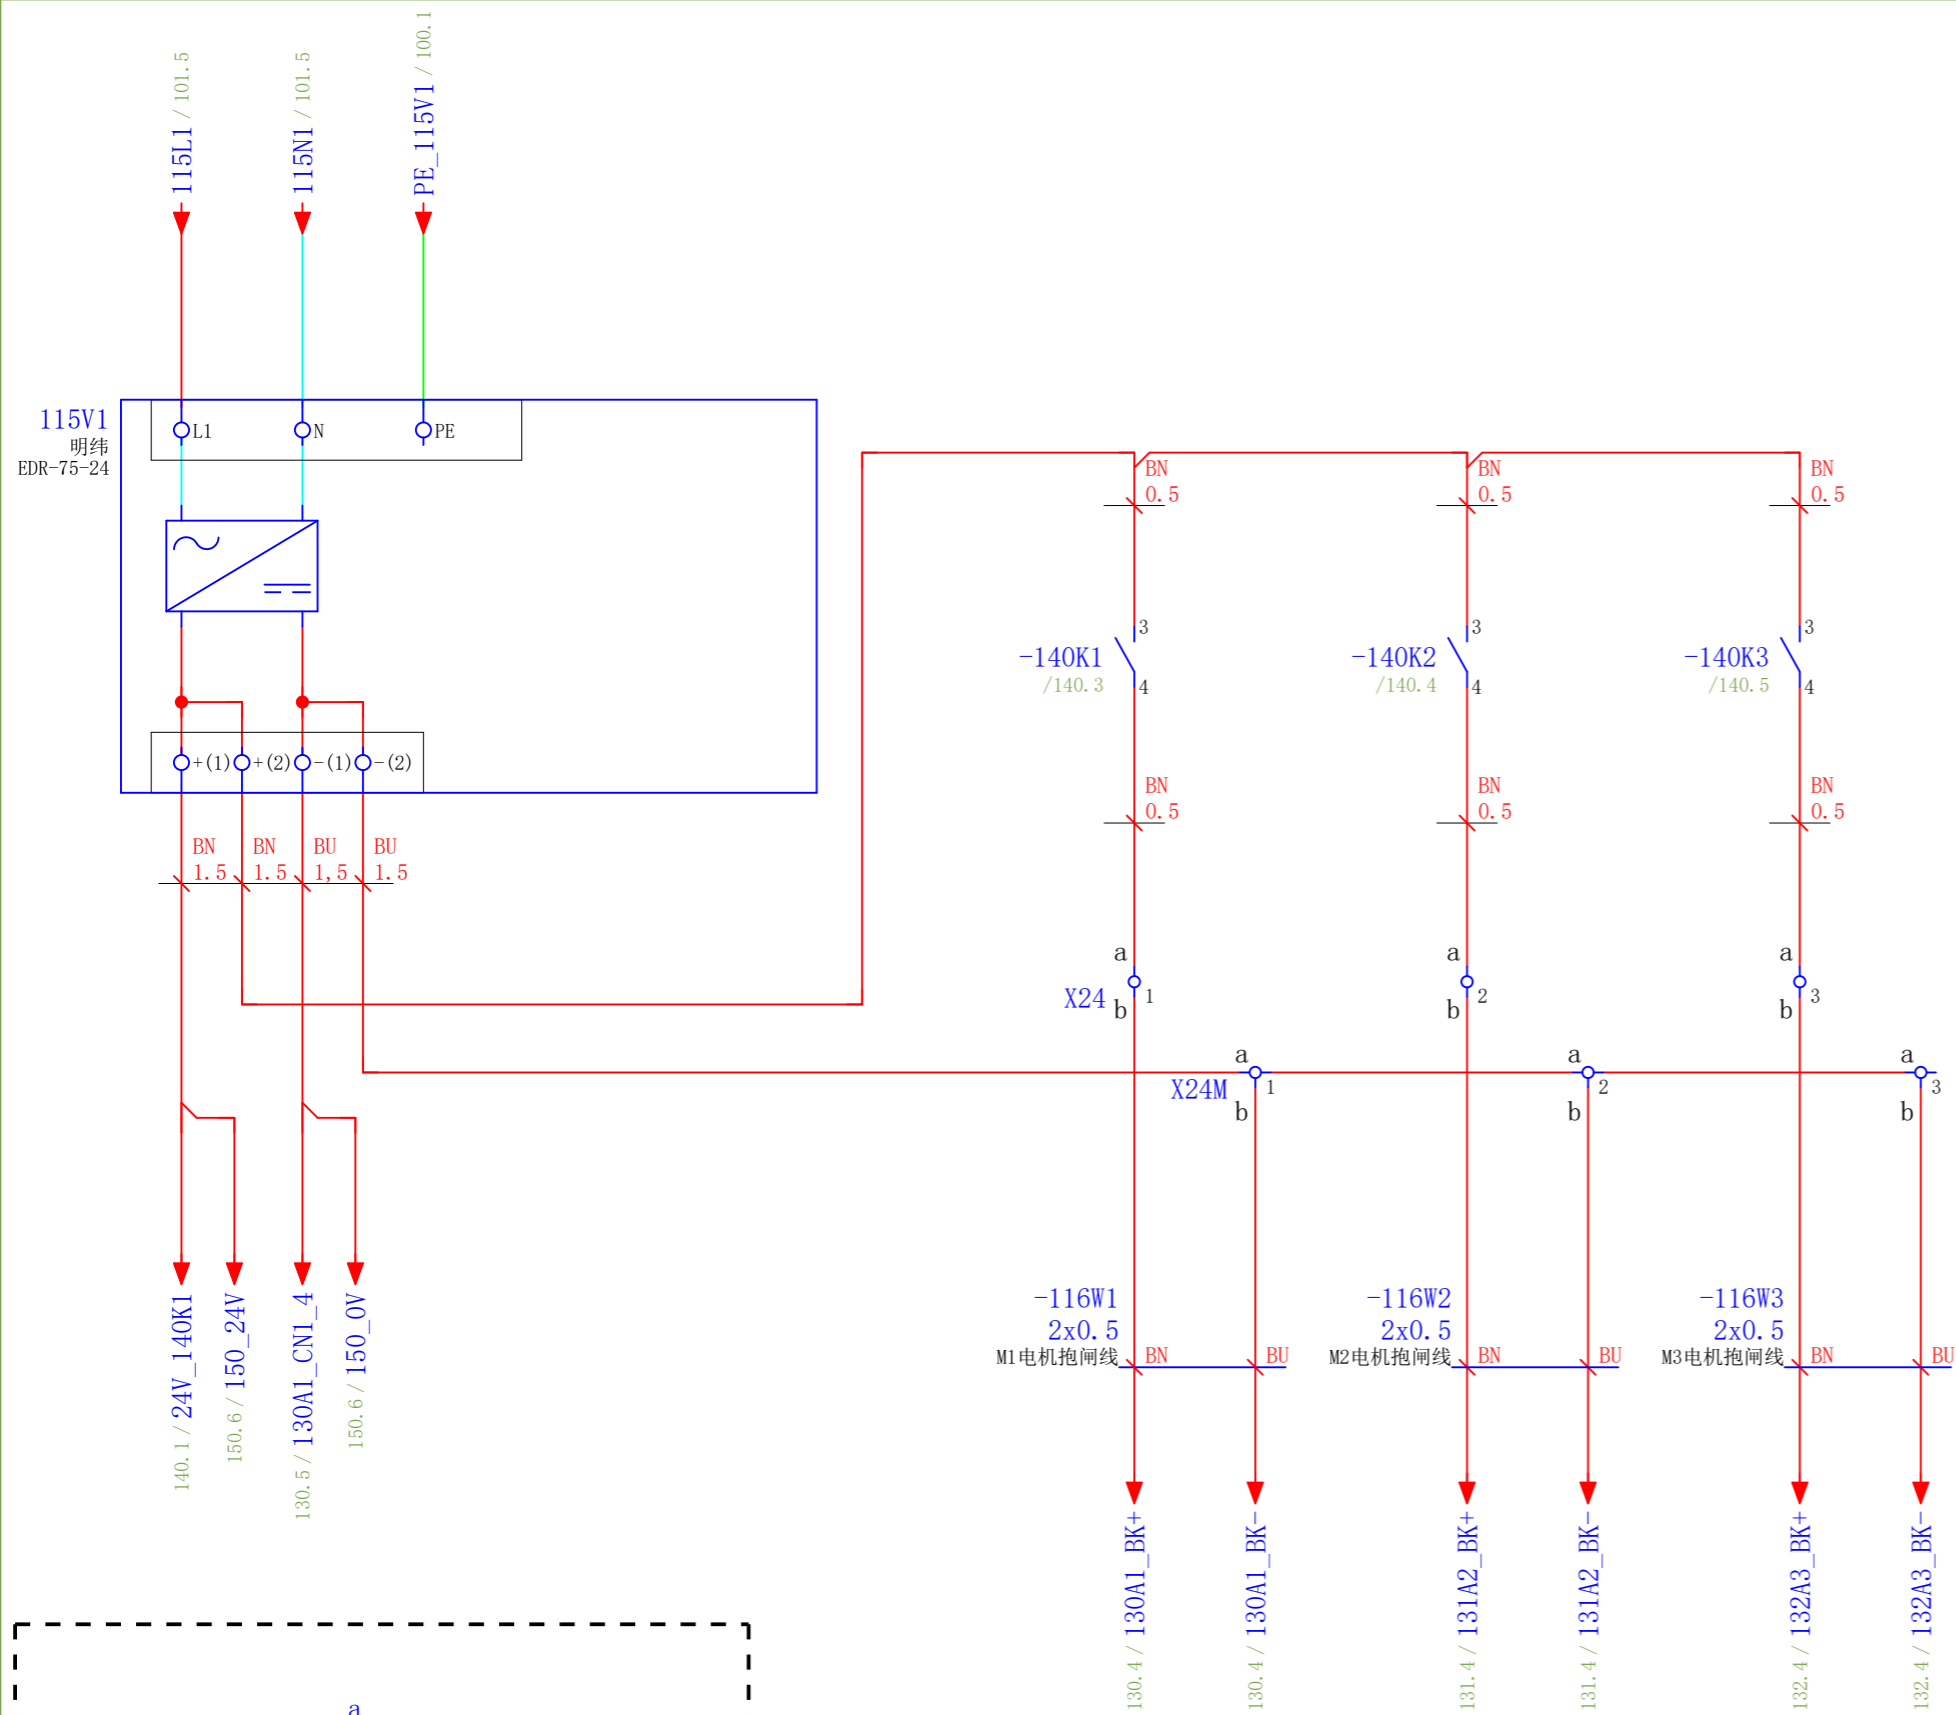 115L1 / 101.5
115N1 / 101.5
PE_115V1 / 100.1
115V1
明纬
EDR-75-24
L1
N
PE
+(1)
+(2)
-(1)
-(2)
BN
1.5
BN
1.5
BU
1,5
BU
1.5
140.1 / 24V_140K1
150.6 / 150_24V
130.5 / 130A1_CN1_4
150.6 / 150_0V
BN
0.5
BN
0.5
BN
0.5
3
-140K1
/140.3
4
3
-140K2
/140.4
4
3
-140K3
/140.5
4
BN
0.5
BN
0.5
BN
0.5
a
X24
1
b
a
2
b
a
3
b
a
X24M
1
b
a
2
b
a
3
b
-116W1
2x0.5
M1电机抱闸线
BN
BU
-116W2
2x0.5
M2电机抱闸线
BN
BU
-116W3
2x0.5
M3电机抱闸线
BN
BU
130.4 / 130A1_BK+
130.4 / 130A1_BK-
131.4 / 131A2_BK+
131.4 / 131A2_BK-
132.4 / 132A3_BK+
132.4 / 132A3_BK-
a